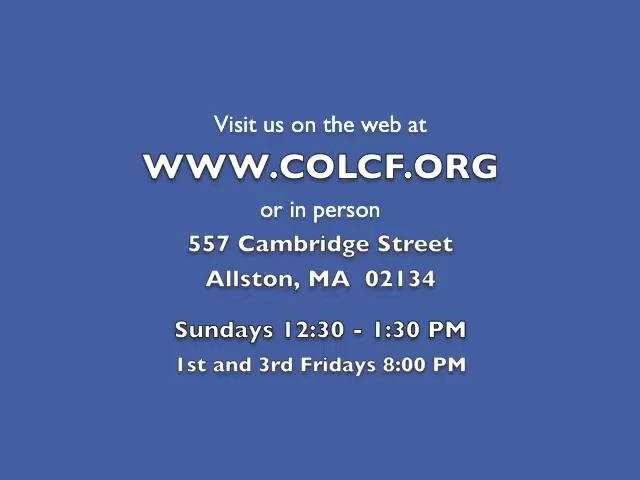 Visit us on the web at
WWW.COLCF.ORG
or in person
557 Cambridge Street
Allston, MA  02134
Sundays 12:30 - 1:30 PM
1st and 3rd Fridays 8:00 PM